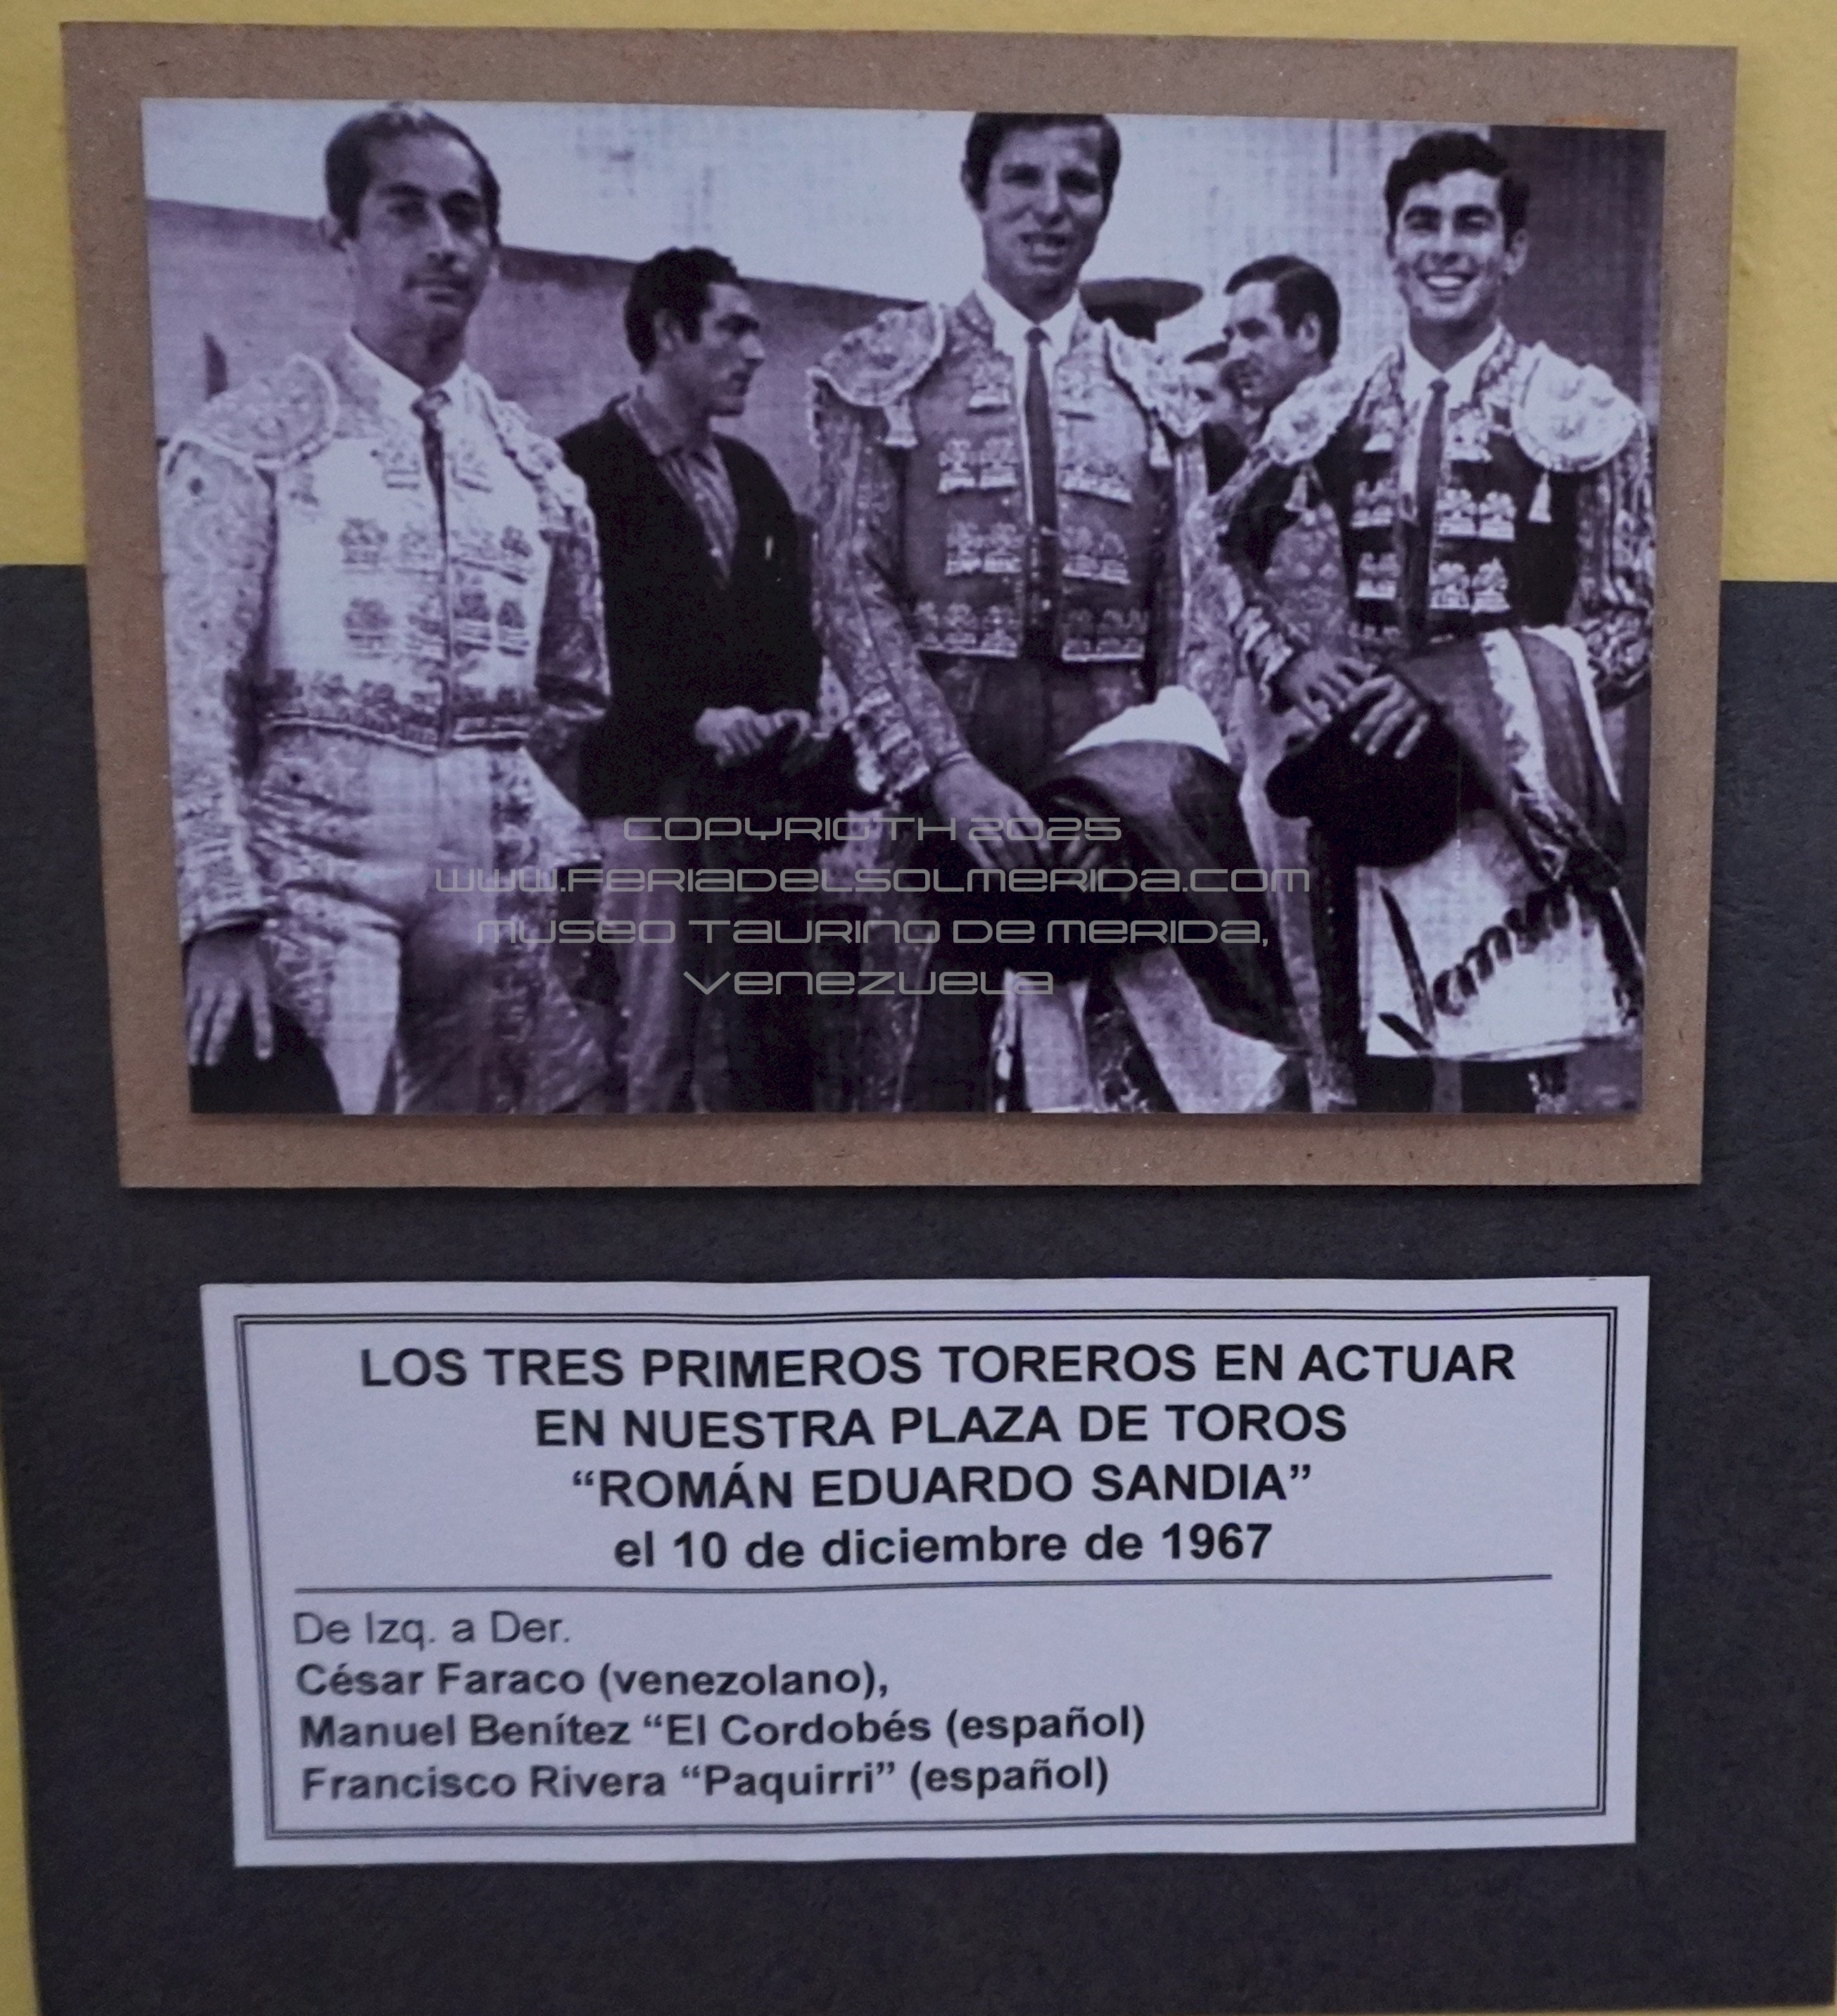 COPYRIGTH 2025
www.FERIADELSOLMERIDA.COM
MUSEO TAURINO DE MERIDA,
VENEZUELA
LOS TRES PRIMEROS TOREROS EN ACTUAR
EN NUESTRA PLAZA DE TOROS
“ROMÁN EDUARDO SANDIA”
el 10 de diciembre de 1967
De Izq. a Der.
César Faraco (venezolano),
Manuel Benítez “El Cordobés (español)
Francisco Rivera “Paquirri” (español)